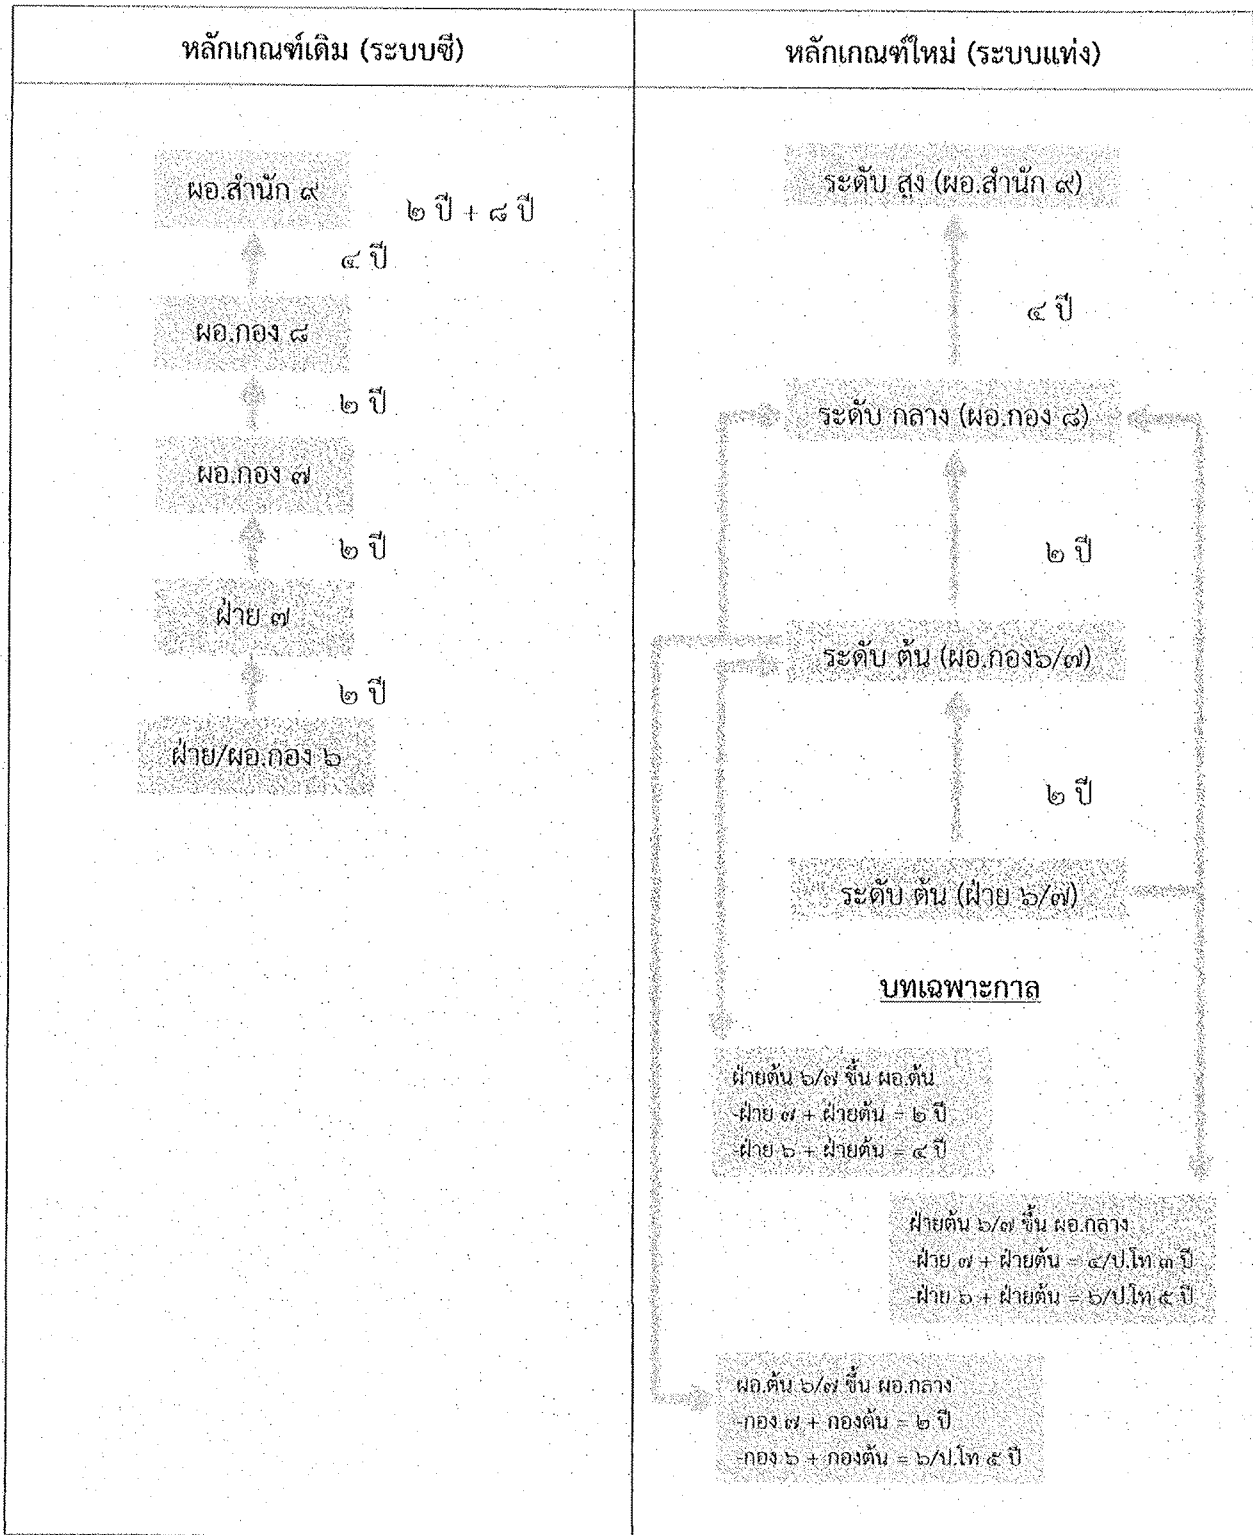 หลักเกณฑ์เดิม (ระบบซี)
ผอ.สำนัก ๙
๒ ปี + ๘ ปี
๔ ปี
ผอ.กอง ๘
๒ ปี
ผอ.กอง ๗
๒ ปี
ฝ่าย ๗
๒ ปี
ฝ่าย/ผอ.กอง ๖
หลักเกณฑ์ใหม่ (ระบบแท่ง)
ระดับ สูง (ผอ.สำนัก ๙)
๔ ปี
ระดับ กลาง (ผอ.กอง ๘)
๒ ปี
ระดับ ต้น (ผอ.กอง๖/๗)
๒ ปี
ระดับ ต้น (ฝ่าย ๖/๗)
บทเฉพาะกาล
ฝ่ายต้น ๖/๗ ขึ้น ผอ.ต้น
-ฝ่าย ๗ + ฝ่ายต้น = ๒ ปี
-ฝ่าย ๖ + ฝ่ายต้น = ๔ ปี
ฝ่ายต้น ๖/๗ ขึ้น ผอ.กลาง
-ฝ่าย ๗ + ฝ่ายต้น = ๔/ป.โท ๓ ปี
-ฝ่าย ๖ + ฝ่ายต้น = ๖/ป.โท ๕ ปี
ผอ.ต้น ๖/๗ ขึ้น ผอ.กลาง
-กอง ๗ + กองต้น = ๒ ปี
-กอง ๖ + กองต้น = ๖/ป.โท ๕ ปี